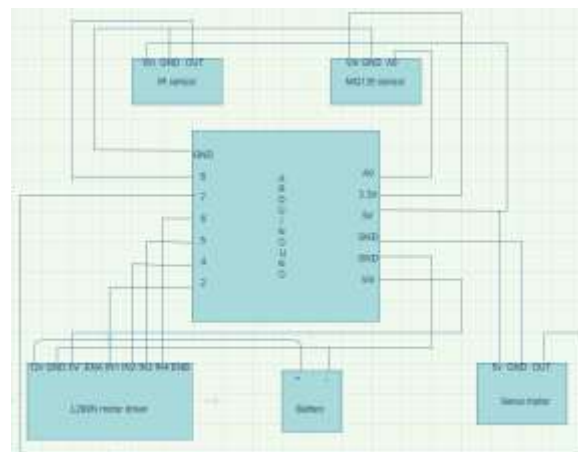 GND OUT
IR sensor
GND A0
MQ135 sensor
GND
8
7
6
5
4
2
ARDUINO UNO
A0
3.3V
5V
GND
GND
Vin
12V GND 5V ENA IN1 IN2 IN3 IN4 ENB
L298N motor driver
+ -
Battery
5v GND OUT
Servo motor